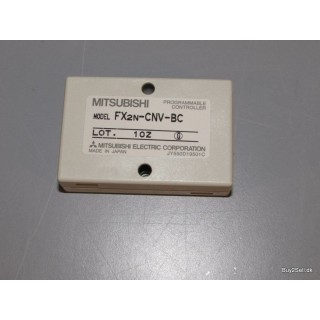 MITSUBISHI
PROGRAMMABLE
CONTROLLER
MODEL FX2N-CNV-BC
LOT. 10Z
MITSUBISHI ELECTRIC CORPORATION
MADE IN JAPAN
Buy2Sell.dk